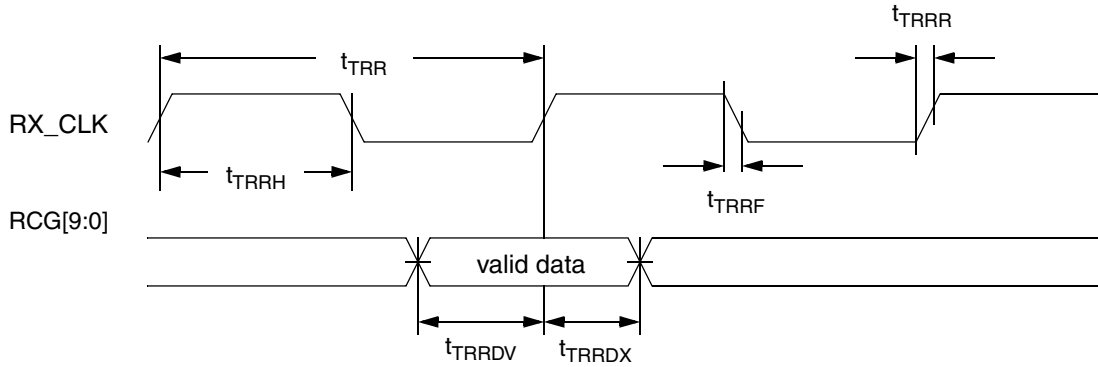 tTRRR
tTRR
RX_CLK
tTRRH
tTRRF
RCG[9:0]
valid data
tTRRDV tTRRDX